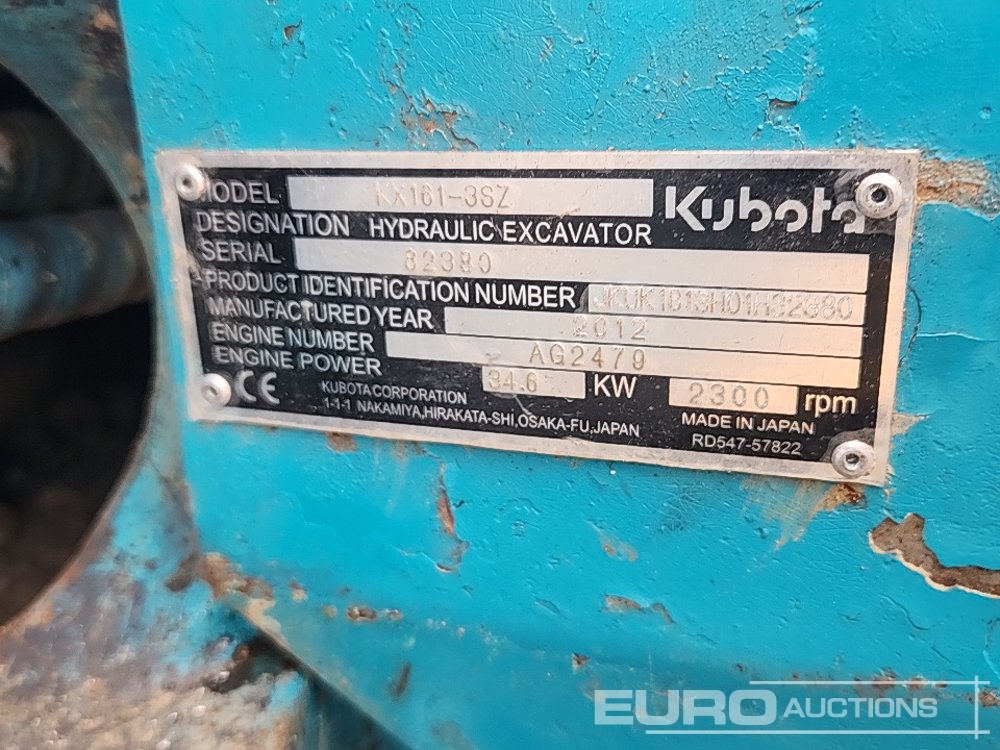 MODEL KX161-3SZ Kubota
DESIGNATION HYDRAULIC EXCAVATOR
SERIAL 82380
PRODUCT IDENTIFICATION NUMBER JKUK1613H01H82380
MANUFACTURED YEAR 2012
ENGINE NUMBER AG2479
ENGINE POWER 34.6 KW 2300 rpm
CE KUBOTA CORPORATION MADE IN JAPAN
1-1-1 NAKAMIYA,HIRAKATA-SHI,OSAKA-FU,JAPAN RD547-57822
EURO AUCTIONS